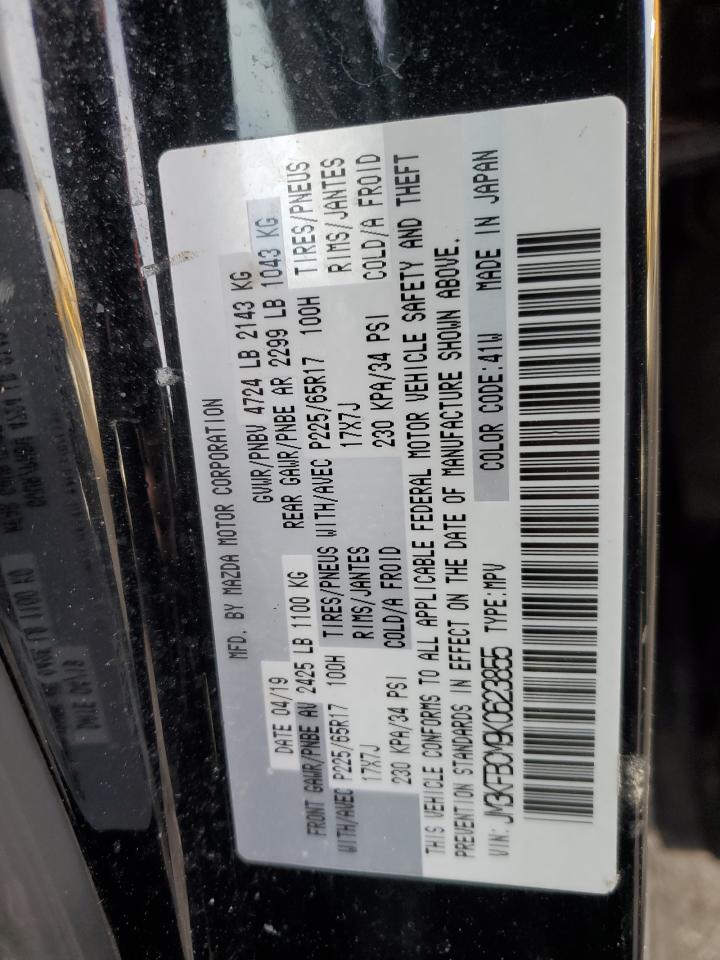 MFD. BY MAZDA MOTOR CORPORATION
DATE 04/19 GVWR/PNBV 4724 LB 2143 KG
FRONT GAWR/PNBE AV 2425 LB 1100 KG REAR GAWR/PNBE AR 2299 LB 1043 KG
WITH/AVEC P225/65R17 100H TIRES/PNEUS WITH/AVEC P225/65R17 100H TIRES/PNEUS
17X7J RIMS/JANTES 17X7J RIMS/JANTES
230 KPA/34 PSI COLD/A FROID 230 KPA/34 PSI COLD/A FROID
THIS VEHICLE CONFORMS TO ALL APPLICABLE FEDERAL MOTOR VEHICLE SAFETY AND THEFT
PREVENTION STANDARDS IN EFFECT ON THE DATE OF MANUFACTURE SHOWN ABOVE.
VIN: JM3KFBCM9K0623855 TYPE:MPV COLOR CODE:41W MADE IN JAPAN